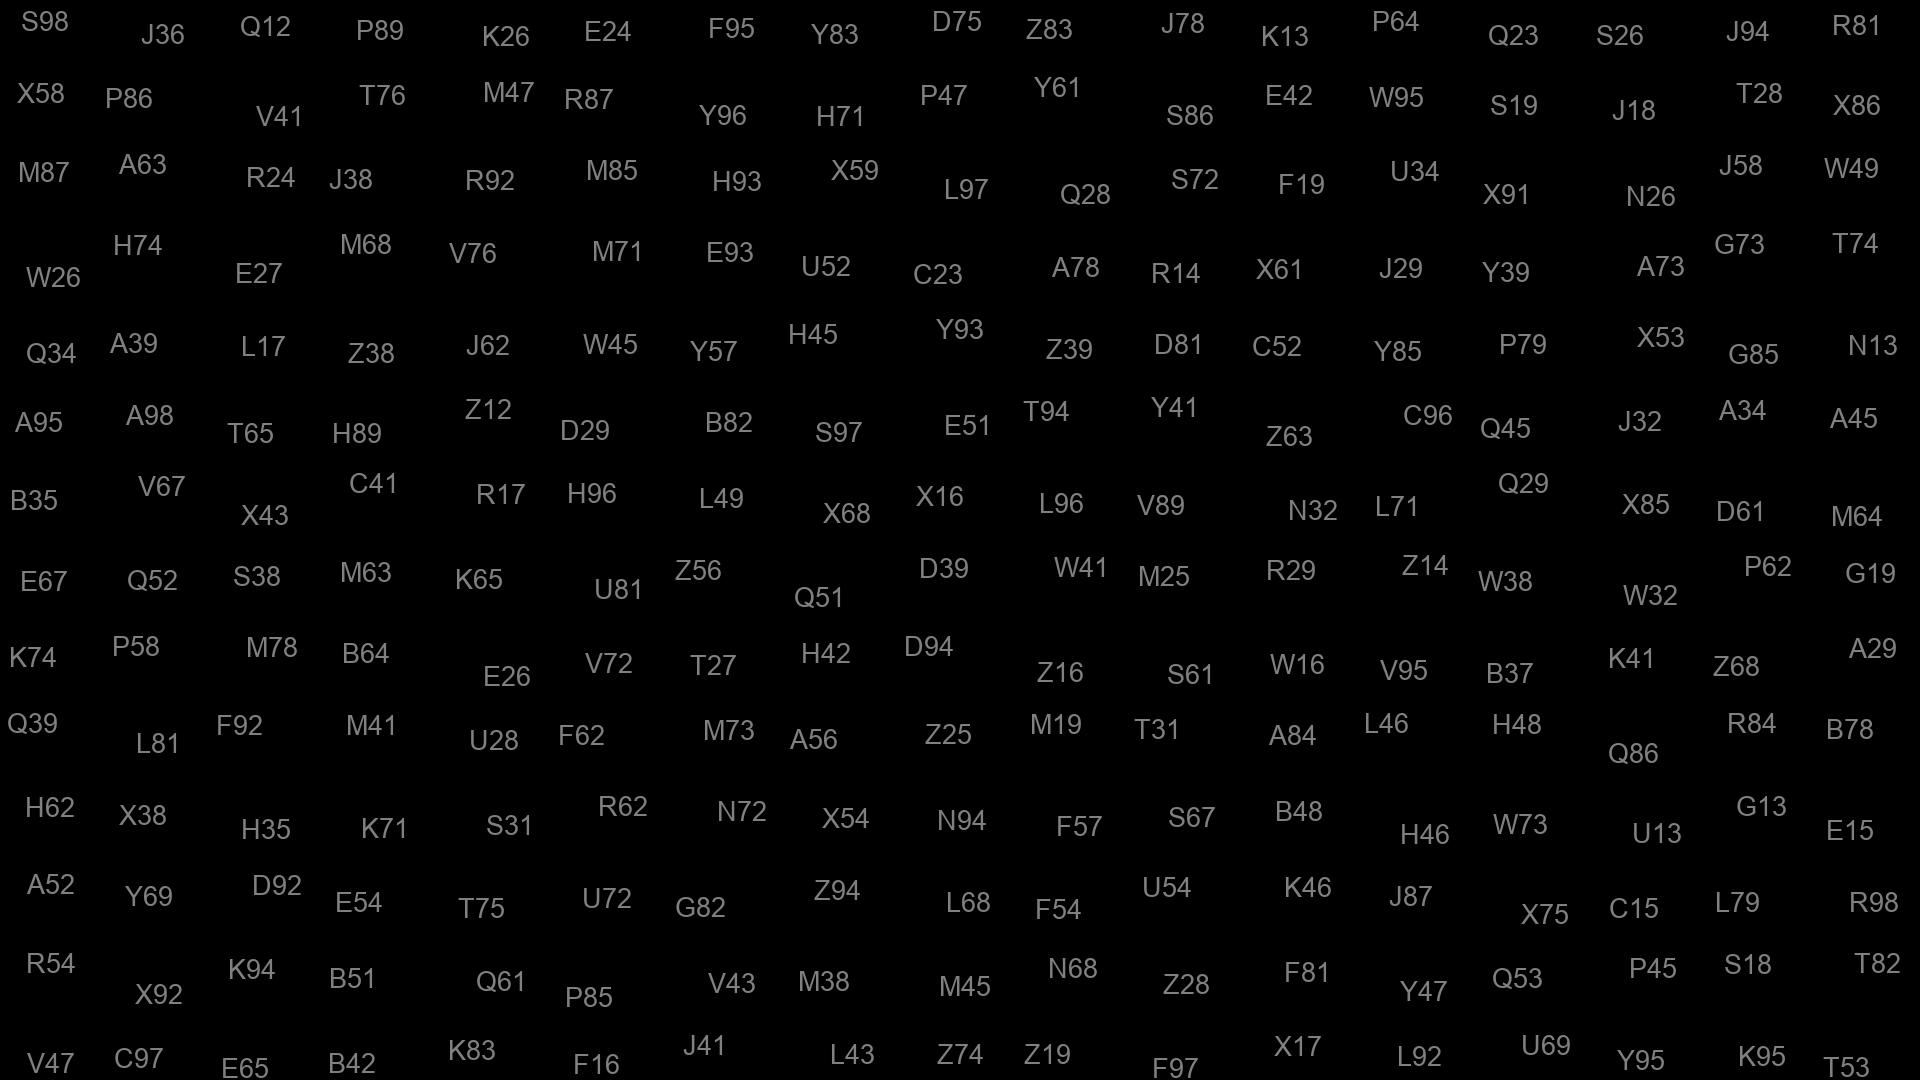 S98 J36 Q12 P89 K26 E24 F95 Y83 D75 Z83 J78 K13 P64 Q23 S26 J94 R81
X58 P86 V41 T76 M47 R87 Y96 H71 P47 Y61 S86 E42 W95 S19 J18 T28 X86
M87 A63 R24 J38 R92 M85 H93 X59 L97 Q28 S72 F19 U34 X91 N26 J58 W49
W26 H74 E27 M68 V76 M71 E93 U52 C23 A78 R14 X61 J29 Y39 A73 G73 T74
Q34 A39 L17 Z38 J62 W45 Y57 H45 Y93 Z39 D81 C52 Y85 P79 X53 G85 N13
A95 A98 T65 H89 Z12 D29 B82 S97 E51 T94 Y41 Z63 C96 Q45 J32 A34 A45
B35 V67 X43 C41 R17 H96 L49 X68 X16 L96 V89 N32 L71 Q29 X85 D61 M64
E67 Q52 S38 M63 K65 U81 Z56 Q51 D39 W41 M25 R29 Z14 W38 W32 P62 G19
K74 P58 M78 B64 E26 V72 T27 H42 D94 Z16 S61 W16 V95 B37 K41 Z68 A29
Q39 L81 F92 M41 U28 F62 M73 A56 Z25 M19 T31 A84 L46 H48 Q86 R84 B78
H62 X38 H35 K71 S31 R62 N72 X54 N94 F57 S67 B48 H46 W73 U13 G13 E15
A52 Y69 D92 E54 T75 U72 G82 Z94 L68 F54 U54 K46 J87 X75 C15 L79 R98
R54 X92 K94 B51 Q61 P85 V43 M38 M45 N68 Z28 F81 Y47 Q53 P45 S18 T82
V47 C97 E65 B42 K83 F16 J41 L43 Z74 Z19 F97 X17 L92 U69 Y95 K95 T53